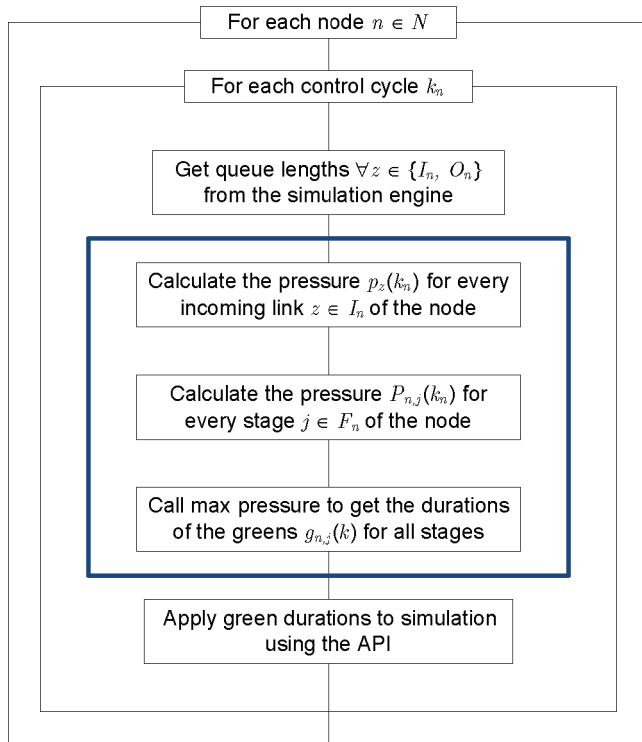 For each node n ∈ N
For each control cycle kₙ
Get queue lengths ∀z ∈ {Iₙ, Oₙ}
from the simulation engine
Calculate the pressure p_z(kₙ) for every
incoming link z ∈ Iₙ of the node
Calculate the pressure P_{n,j}(kₙ) for
every stage j ∈ Fₙ of the node
Call max pressure to get the durations
of the greens g_{n,j}(k) for all stages
Apply green durations to simulation
using the API